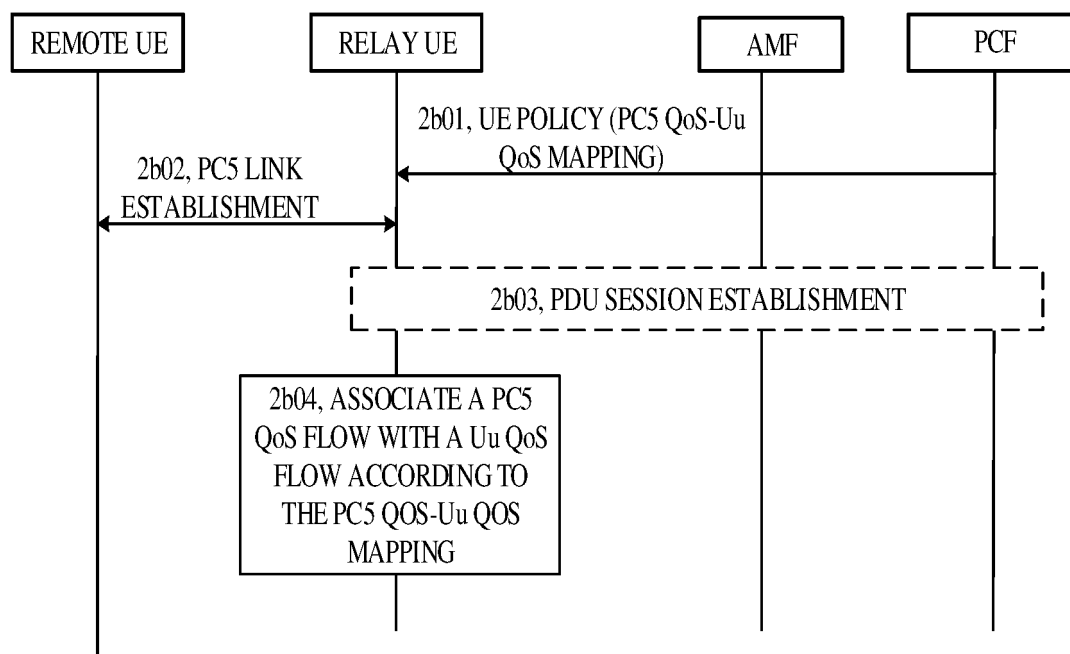 REMOTE UE
RELAY UE
AMF
PCF
2b01, UE POLICY (PC5 QoS-Uu
QoS MAPPING)
2b02, PC5 LINK
ESTABLISHMENT
2b03, PDU SESSION ESTABLISHMENT
2b04, ASSOCIATE A PC5
QoS FLOW WITH A Uu QoS
FLOW ACCORDING TO
THE PC5 QOS-Uu QOS
MAPPING